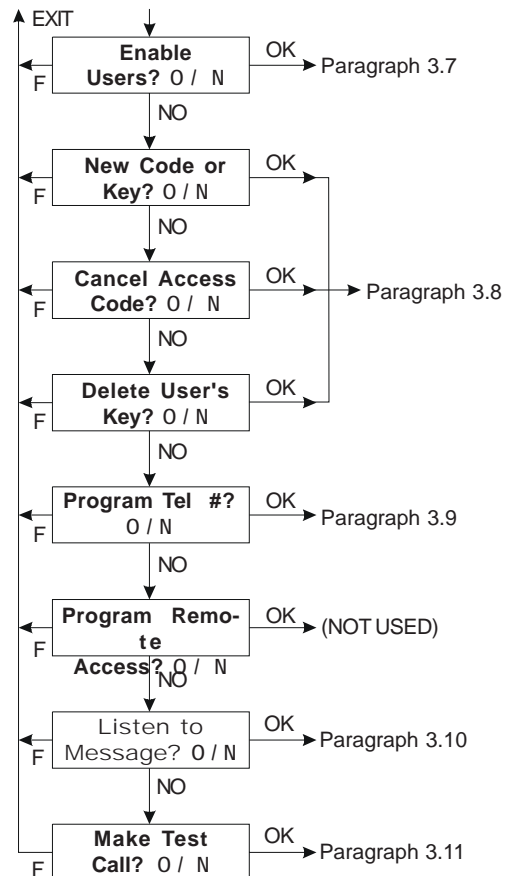 EXIT
Enable
Users? O / N
OK
Paragraph 3.7
F
NO
New Code or
Key? O / N
OK
F
NO
Cancel Access
Code? O / N
OK
Paragraph 3.8
F
NO
Delete User's
Key? O / N
OK
F
NO
Program Tel #?
O / N
OK
Paragraph 3.9
F
NO
Program Remo-
te
Access? O / N
OK
(NOT USED)
F
NO
Listen to
Message? O / N
OK
Paragraph 3.10
F
NO
Make Test
Call? O / N
OK
Paragraph 3.11
F